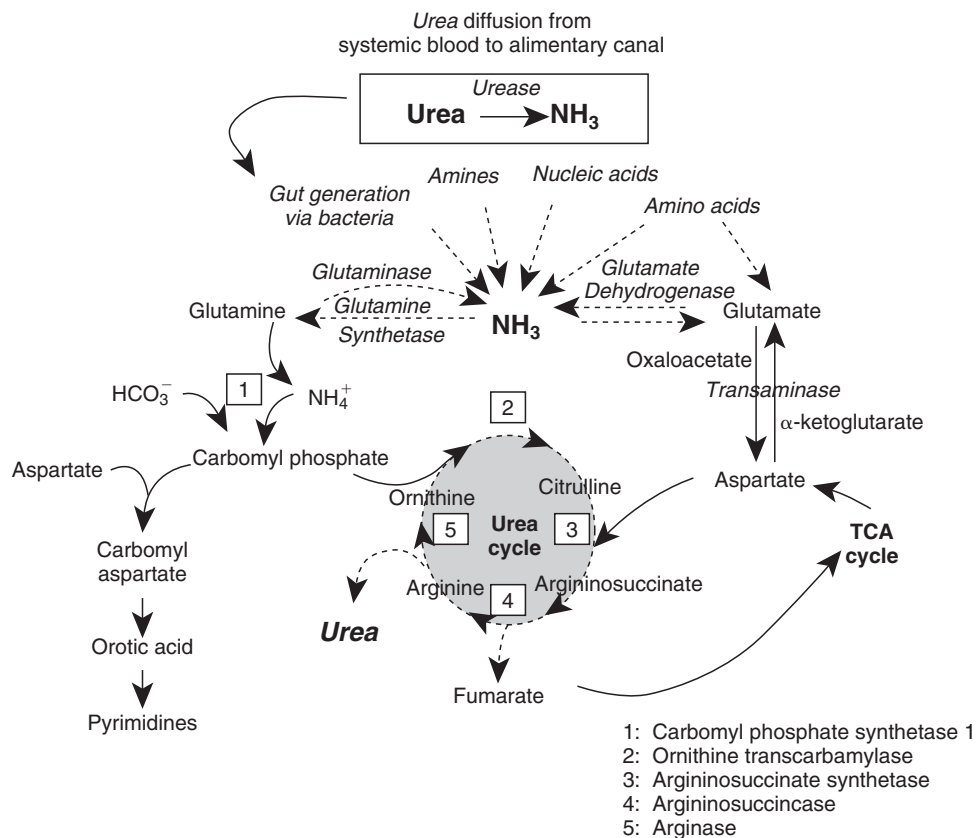 Urea diffusion from
systemic blood to alimentary canal
Urease
Urea NH₃
Gut generation
via bacteria
Amines
Nucleic acids
Amino acids
Glutaminase
Glutamine
Glutamine
Synthetase
NH₃
Glutamate
Dehydrogenase
Glutamate
Oxaloacetate
Transaminase
α-ketoglutarate
HCO₃⁻
1
NH₄⁺
2
Aspartate
Carbomyl phosphate
Ornithine
Citrulline
Aspartate
5
Urea
cycle
3
TCA
cycle
Carbomyl
aspartate
Arginine
4
Argininosuccinate
Urea
Orotic acid
Fumarate
Pyrimidines
1: Carbomyl phosphate synthetase 1
2: Ornithine transcarbamylase
3: Argininosuccinate synthetase
4: Argininosuccincase
5: Arginase